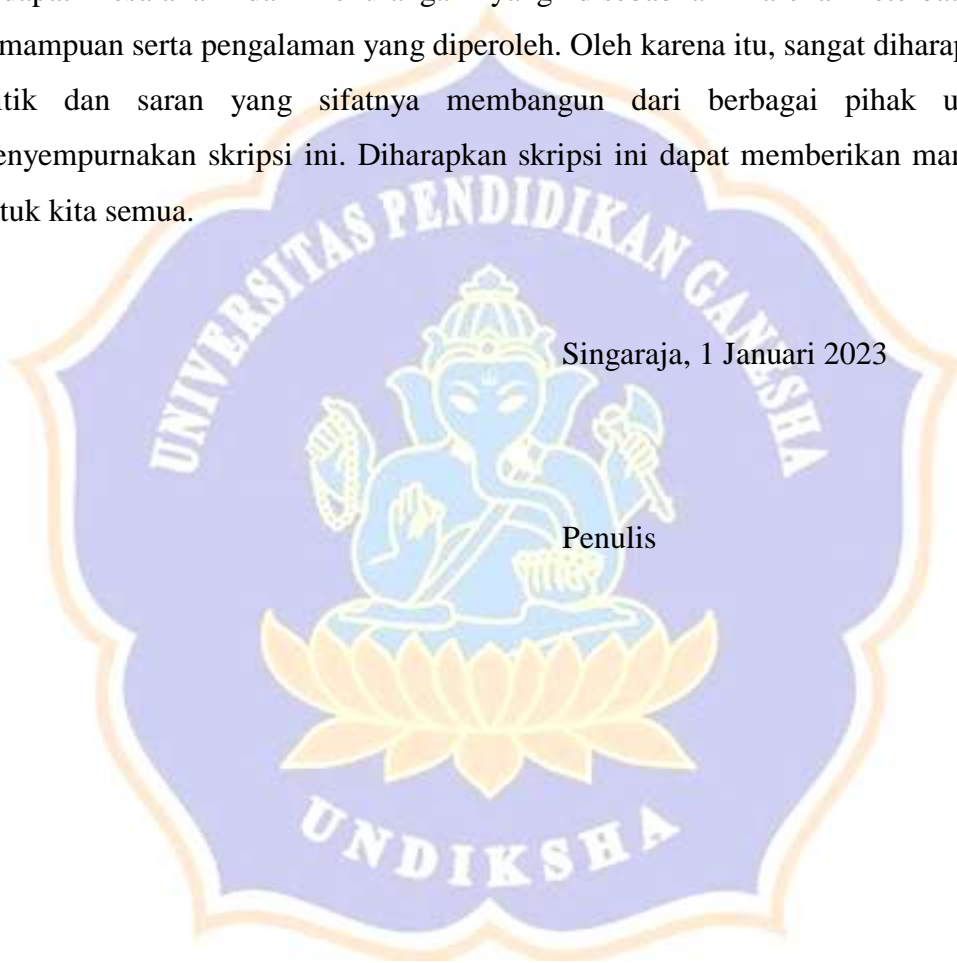 mampuan serta pengalaman yang diperoleh. Oleh karena itu, sangat diharap
itik dan saran yang sifatnya membangun dari berbagai pihak u
enyempurnakan skripsi ini. Diharapkan skripsi ini dapat memberikan man
tuk kita semua.
UNIVERSITAS PENDIDIKAN GANESHA
Singaraja, 1 Januari 2023
Penulis
UNDIKSHA